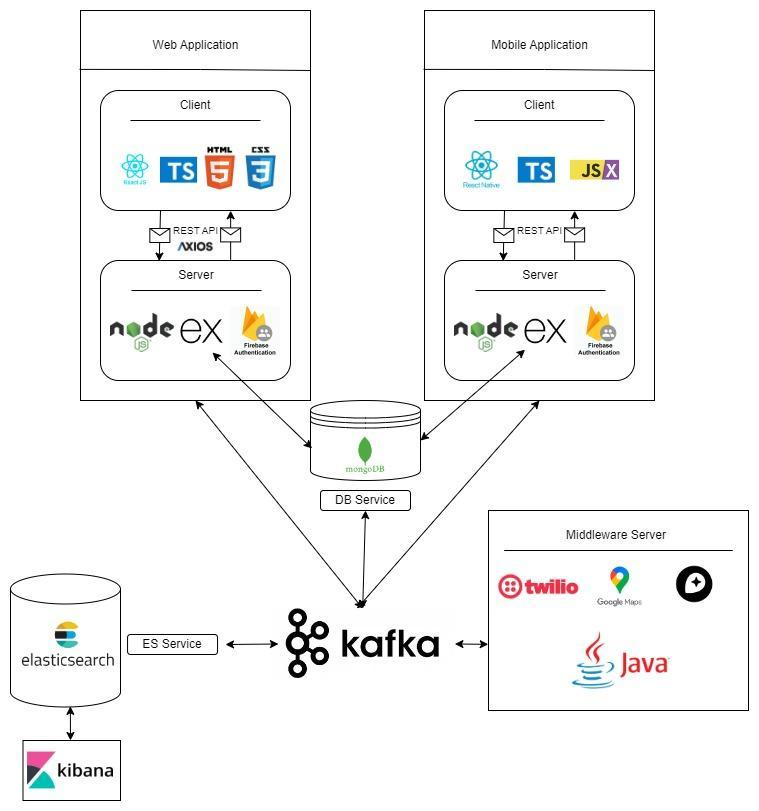 Web Application
Mobile Application
Client
Client
React JS
TS
HTML
5
CSS
3
React Native
TS
JSX
REST API
AXIOS
REST API
Server
Server
node
JS
ex
Firebase
Authentication
node
JS
ex
Firebase
Authentication
mongoDB
DB Service
Middleware Server
twilio
Google Maps
Java
elasticsearch
ES Service
kafka
kibana